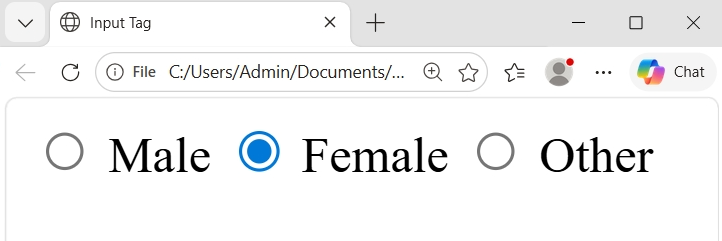 Input Tag
File C:/Users/Admin/Documents/... Chat
Male Female Other